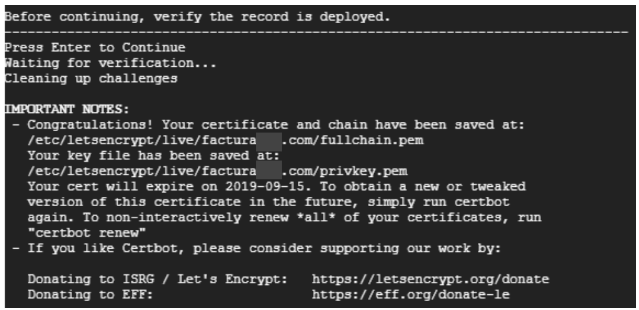 Before continuing, verify the record is deployed.
-------------------------------------------------------------------------------
Press Enter to Continue
Waiting for verification...
Cleaning up challenges
IMPORTANT NOTES:
- Congratulations! Your certificate and chain have been saved at:
/etc/letsencrypt/live/factura .com/fullchain.pem
Your key file has been saved at:
/etc/letsencrypt/live/factura .com/privkey.pem
Your cert will expire on 2019-09-15. To obtain a new or tweaked
version of this certificate in the future, simply run certbot
again. To non-interactively renew *all* of your certificates, run
"certbot renew"
- If you like Certbot, please consider supporting our work by:
Donating to ISRG / Let's Encrypt: https://letsencrypt.org/donate
Donating to EFF: https://eff.org/donate-le